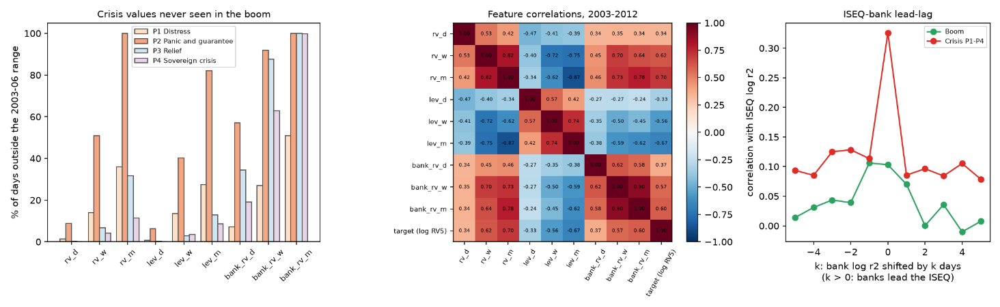 Crisis values never seen in the boom
% of days outside the 2003-06 range
100
80
60
40
20
0
P1 Distress
P2 Panic and guarantee
P3 Relief
P4 Sovereign crisis
rv_d
rv_w
rv_m
lev_d
lev_w
lev_m
bank_rv_d
bank_rv_w
bank_rv_m
Feature correlations, 2003-2012
rv_d 1.00 0.53 0.42 -0.47 -0.41 -0.39 0.34 0.35 0.34 0.34
rv_w 0.53 1.00 0.82 -0.40 -0.72 -0.75 0.45 0.70 0.64 0.62
rv_m 0.42 0.82 1.00 -0.34 -0.62 -0.87 0.46 0.73 0.78 0.70
lev_d -0.47 -0.40 -0.34 1.00 0.57 0.42 -0.27 -0.27 -0.24 -0.33
lev_w -0.41 -0.72 -0.62 0.57 1.00 0.74 -0.35 -0.50 -0.45 -0.56
lev_m -0.39 -0.75 -0.87 0.42 0.74 1.00 -0.38 -0.59 -0.62 -0.67
bank_rv_d 0.34 0.45 0.46 -0.27 -0.35 -0.38 1.00 0.62 0.58 0.37
bank_rv_w 0.35 0.70 0.73 -0.27 -0.50 -0.59 0.62 1.00 0.90 0.57
bank_rv_m 0.34 0.64 0.78 -0.24 -0.45 -0.62 0.58 0.90 1.00 0.60
target (log RV5) 0.34 0.62 0.70 -0.33 -0.56 -0.67 0.37 0.57 0.60 1.00
rv_d
rv_w
rv_m
lev_d
lev_w
lev_m
bank_rv_d
bank_rv_w
bank_rv_m
target (log RV5)
1.00
0.75
0.50
0.25
0.00
−0.25
−0.50
−0.75
−1.00
ISEQ-bank lead-lag
correlation with ISEQ log r2
0.30
0.25
0.20
0.15
0.10
0.05
0.00
Boom
Crisis P1-P4
−4 −2 0 2 4
k: bank log r2 shifted by k days
(k > 0: banks lead the ISEQ)